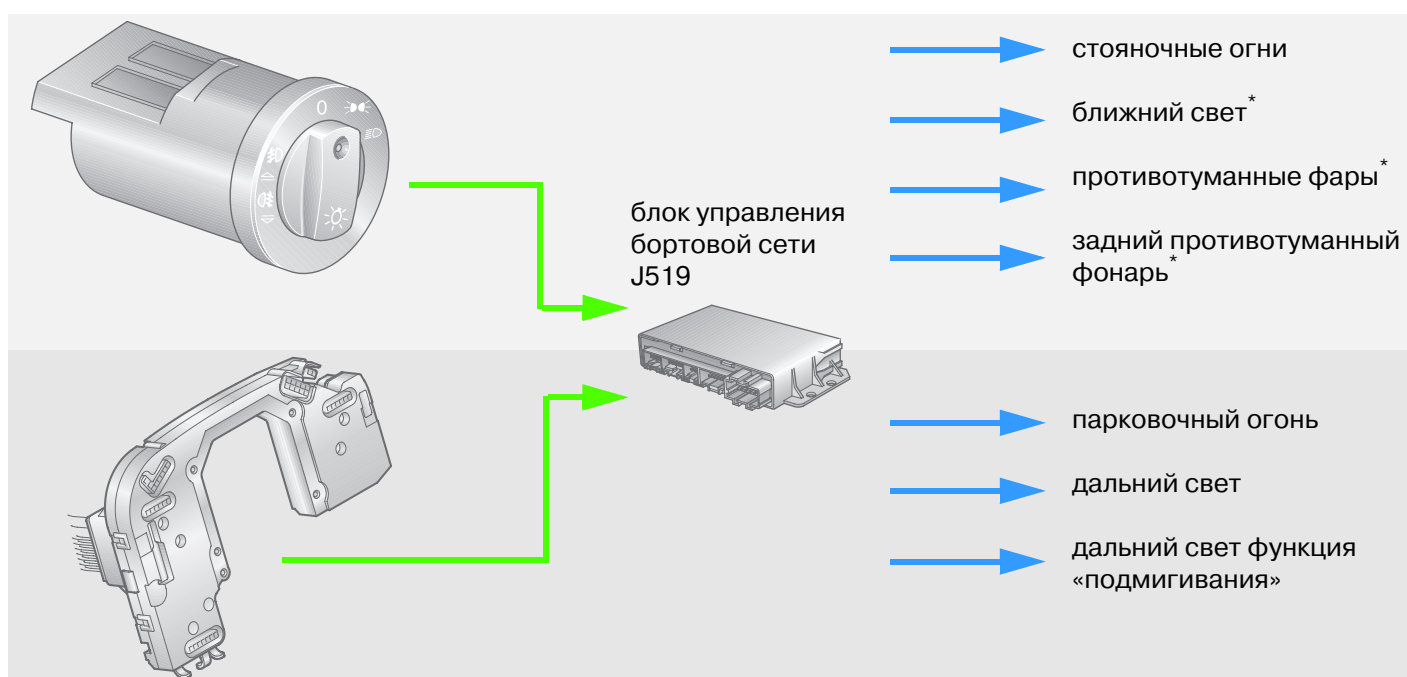 0
стояночные огни
ближний свет*
противотуманные фары*
задний противотуманный
фонарь*
блок управления
бортовой сети
J519
парковочный огонь
дальний свет
дальний свет функция
«подмигивания»